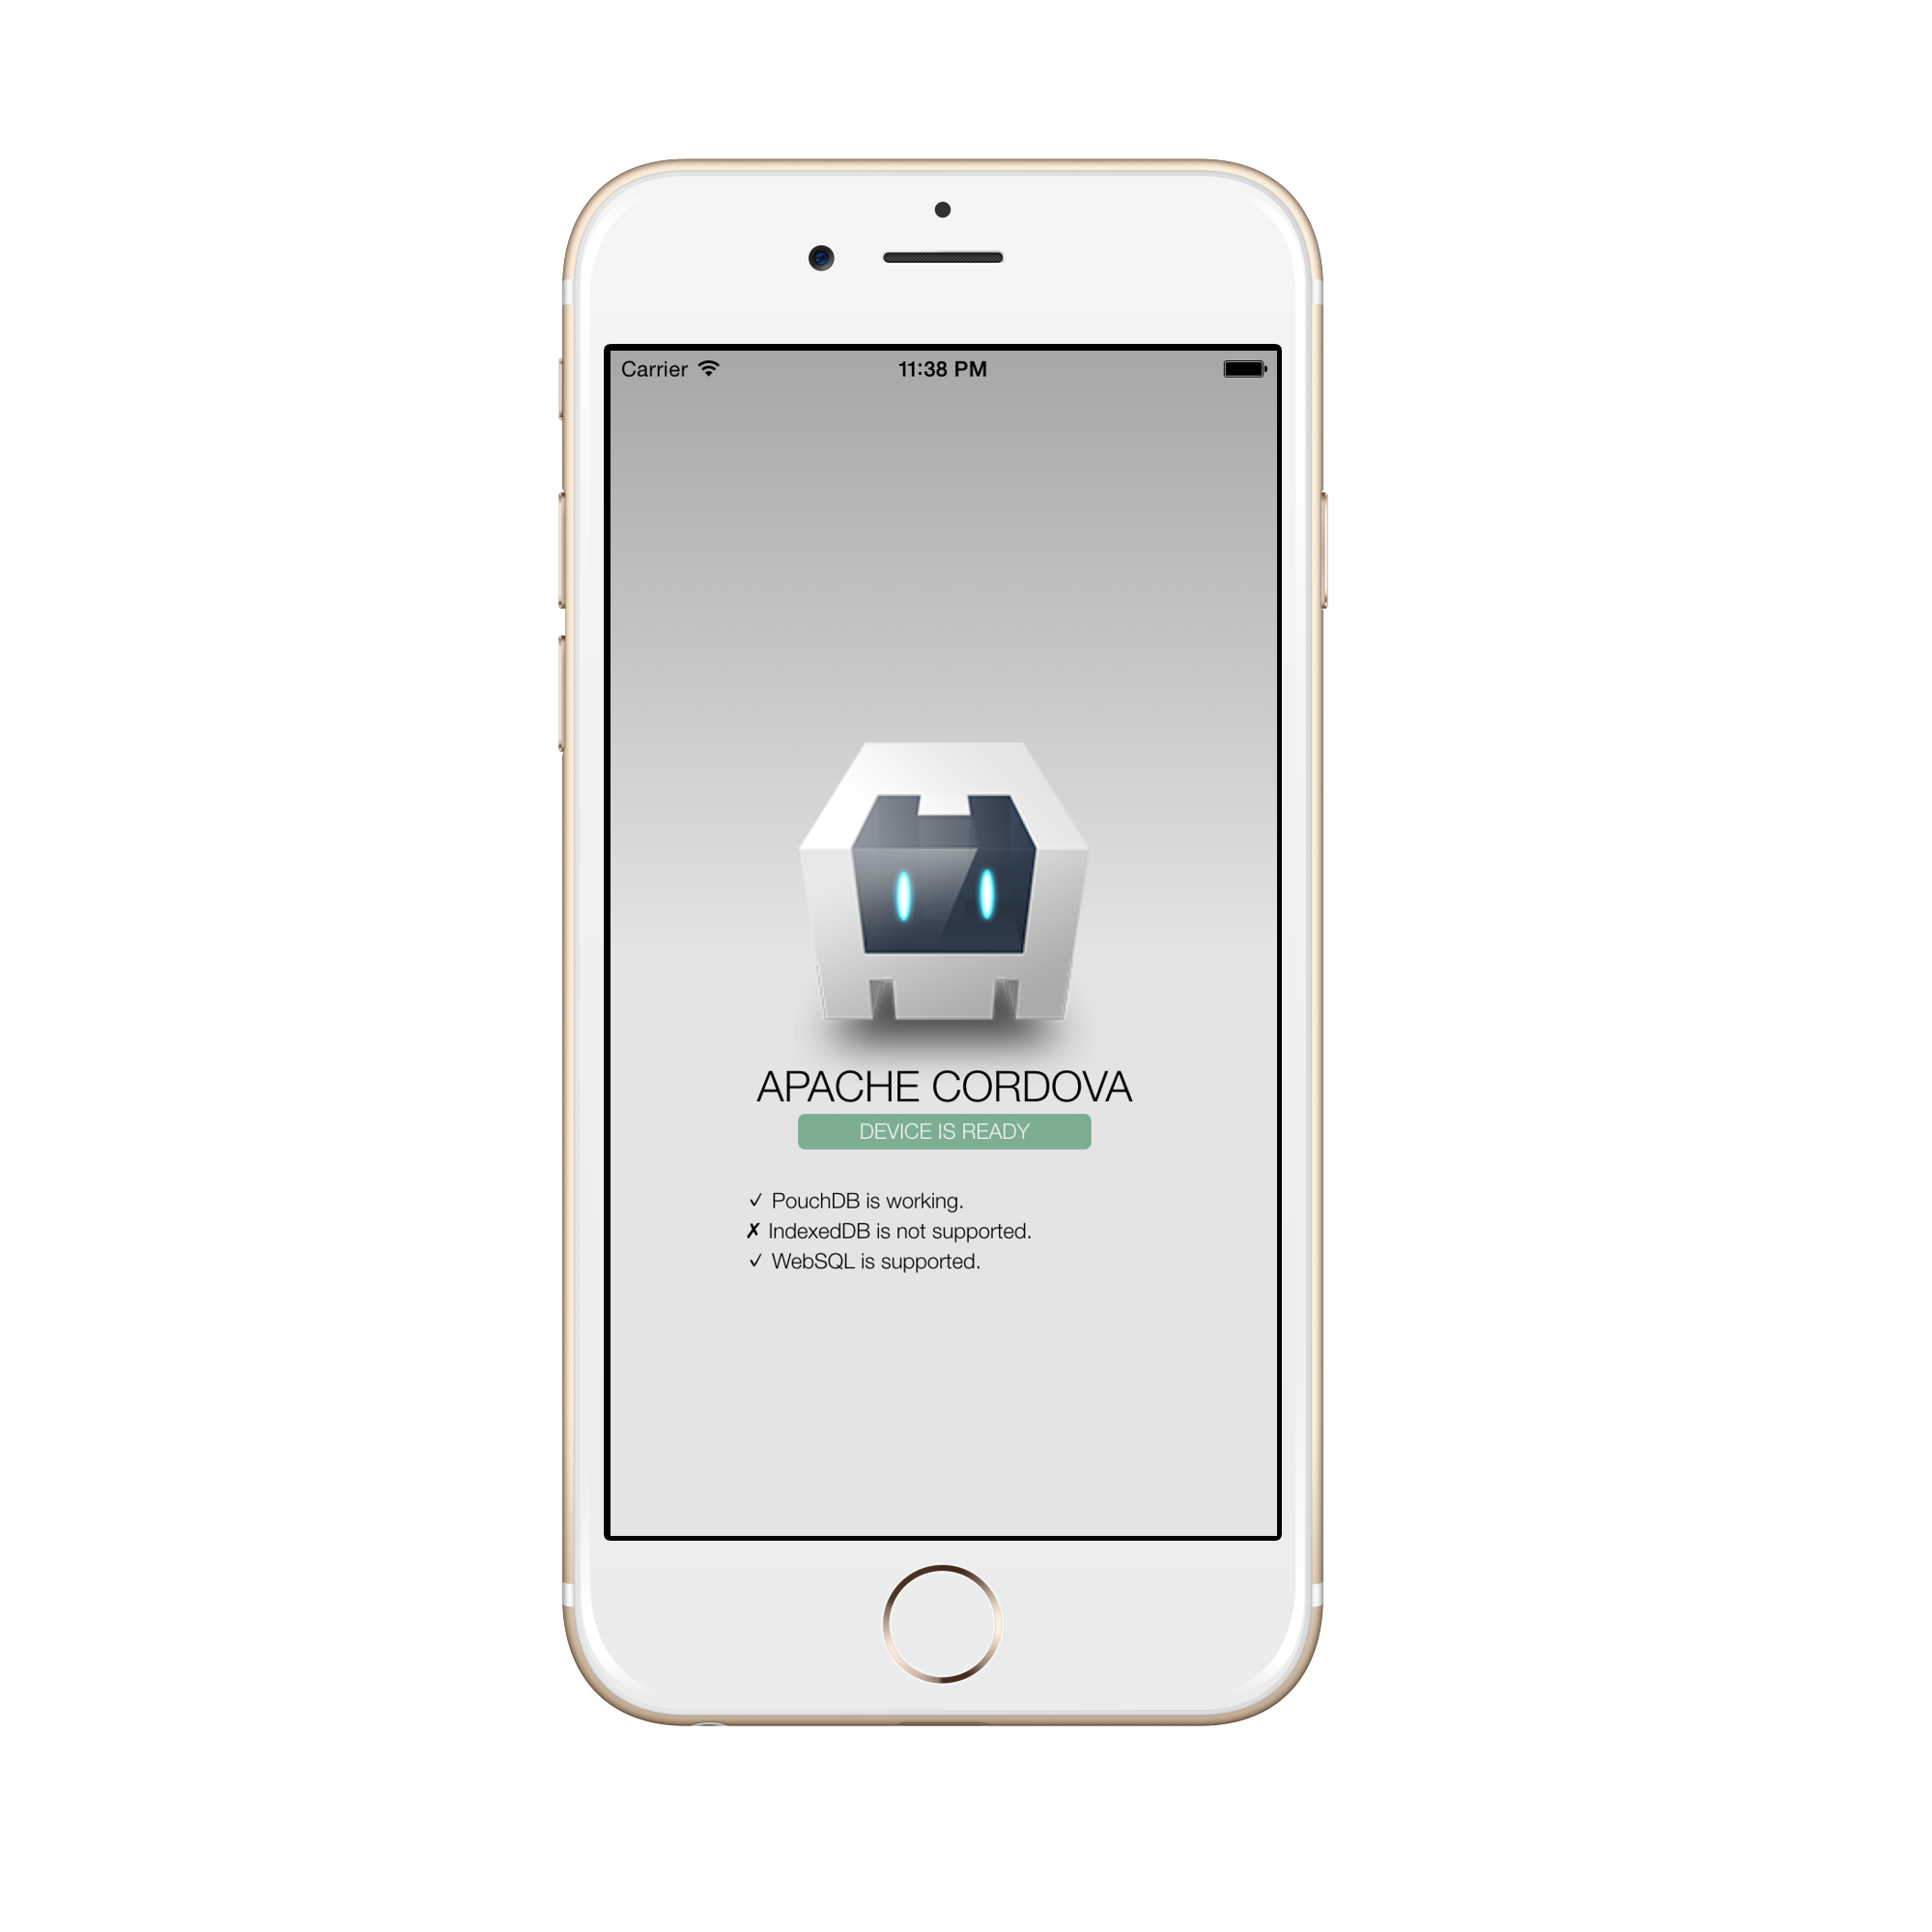 Carrier 11:38 PM
APACHE CORDOVA
DEVICE IS READY
✓ PouchDB is working.
✗ IndexedDB is not supported.
✓ WebSQL is supported.